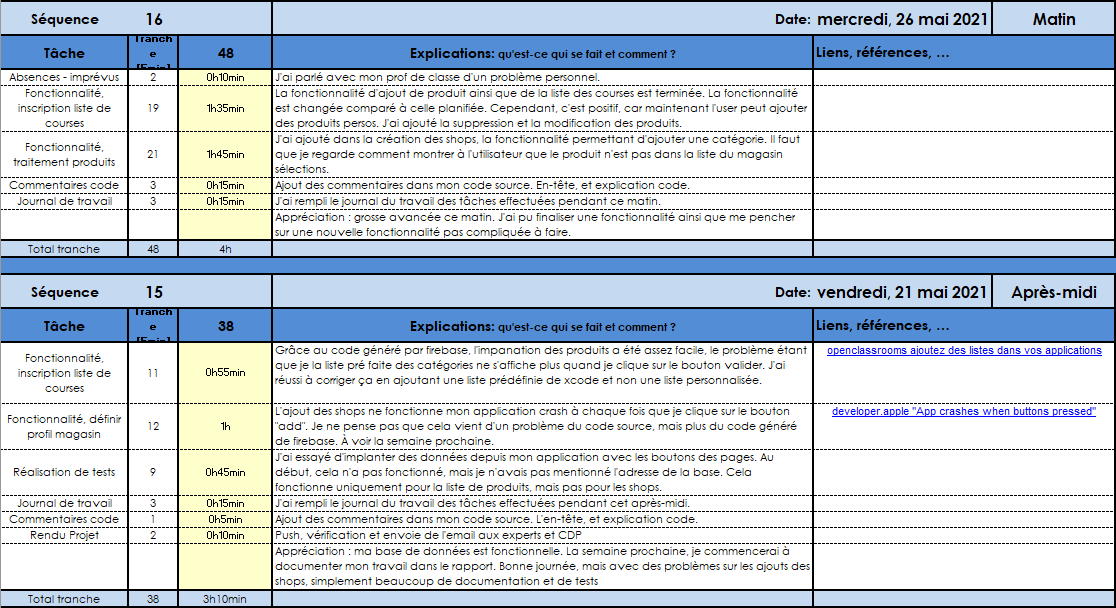 Séquence 16 Date: mercredi, 26 mai 2021 Matin
Tâche Tranche [5min] 48 Explications: qu'est-ce qui se fait et comment ? Liens, références, …
Absences - imprévus 2 0h10min J'ai parlé avec mon prof de classe d'un problème personnel.
Fonctionnalité,
inscription liste de
courses
19 1h35min
La fonctionnalité d'ajout de produit ainsi que de la liste des courses est terminée. La fonctionnalité
est changée comparé à celle planifiée. Cependant, c'est positif, car maintenant l'user peut ajouter
des produits persos. J'ai ajouté la suppression et la modification des produits.
Fonctionnalité,
traitement produits
21 1h45min
J'ai ajouté dans la création des shops, la fonctionnalité permettant d'ajouter une catégorie. Il faut
que je regarde comment montrer à l'utilisateur que le produit n'est pas dans la liste du magasin
sélections.
Commentaires code 3 0h15min Ajout des commentaires dans mon code source. En-tête, et explication code.
Journal de travail 3 0h15min J'ai rempli le journal du travail des tâches effectuées pendant ce matin.
Appréciation : grosse avancée ce matin. J'ai pu finaliser une fonctionnalité ainsi que me pencher
sur une nouvelle fonctionnalité pas compliquée à faire.
Total tranche 48 4h
Séquence 15 Date: vendredi, 21 mai 2021 Après-midi
Tâche Tranche [5min] 38 Explications: qu'est-ce qui se fait et comment ? Liens, références, …
Fonctionnalité,
inscription liste de
courses
11 0h55min
Grâce au code généré par firebase, l'impanation des produits a été assez facile, le problème étant
que je la liste pré faite des catégories ne s'affiche plus quand je clique sur le bouton valider. J'ai
réussi à corriger ça en ajoutant une liste prédéfinie de xcode et non une liste personnalisée.
openclassrooms ajoutez des listes dans vos applications
Fonctionnalité, définir
profil magasin
12 1h
L'ajout des shops ne fonctionne mon application crash à chaque fois que je clique sur le bouton
"add". Je ne pense pas que cela vient d'un problème du code source, mais plus du code généré
de firebase. À voir la semaine prochaine.
developer.apple "App crashes when buttons pressed"
Réalisation de tests 9 0h45min
J'ai essayé d'implanter des données depuis mon application avec les boutons des pages. Au
début, cela n'a pas fonctionné, mais je n'avais pas mentionné l'adresse de la base. Cela
fonctionne uniquement pour la liste de produits, mais pas pour les shops.
Journal de travail 3 0h15min J'ai rempli le journal du travail des tâches effectuées pendant cet après-midi.
Commentaires code 1 0h5min Ajout des commentaires dans mon code source. L'en-tête, et explication code.
Rendu Projet 2 0h10min Push, vérification et envoie de l'email aux experts et CDP
Appréciation : ma base de données est fonctionnelle. La semaine prochaine, je commencerai à
documenter mon travail dans le rapport. Bonne journée, mais avec des problèmes sur les ajouts des
shops, simplement beaucoup de documentation et de tests
Total tranche 38 3h10min